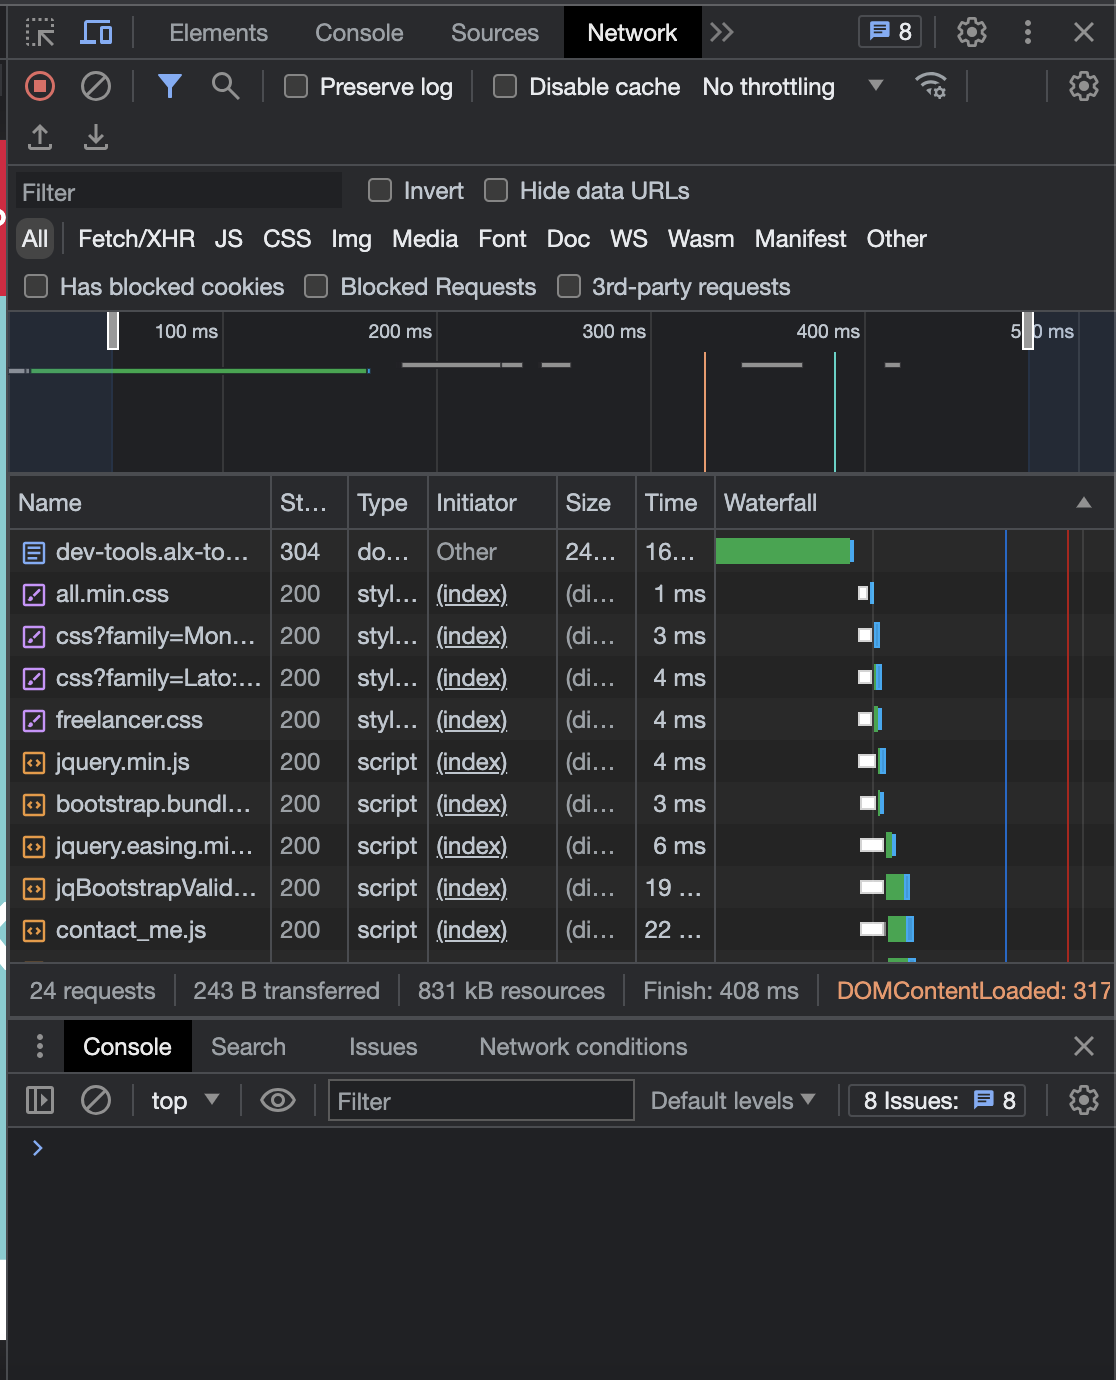 Elements Console Sources Network 8
Preserve log Disable cache No throttling
Filter Invert Hide data URLs
All Fetch/XHR JS CSS Img Media Font Doc WS Wasm Manifest Other
Has blocked cookies Blocked Requests 3rd-party requests
100 ms 200 ms 300 ms 400 ms ms
Name St… Type Initiator Size Time Waterfall
dev-tools.alx-to… 304 do… Other 24… 16…
all.min.css 200 styl… (index) (di… 1 ms
css?family=Mon… 200 styl… (index) (di… 3 ms
css?family=Lato:… 200 styl… (index) (di… 4 ms
freelancer.css 200 styl… (index) (di… 4 ms
jquery.min.js 200 script (index) (di… 4 ms
bootstrap.bundl… 200 script (index) (di… 3 ms
jquery.easing.mi… 200 script (index) (di… 6 ms
jqBootstrapValid… 200 script (index) (di… 19 …
contact_me.js 200 script (index) (di… 22 …
24 requests 243 B transferred 831 kB resources Finish: 408 ms DOMContentLoaded: 317
Console Search Issues Network conditions
top Filter Default levels 8 Issues: 8